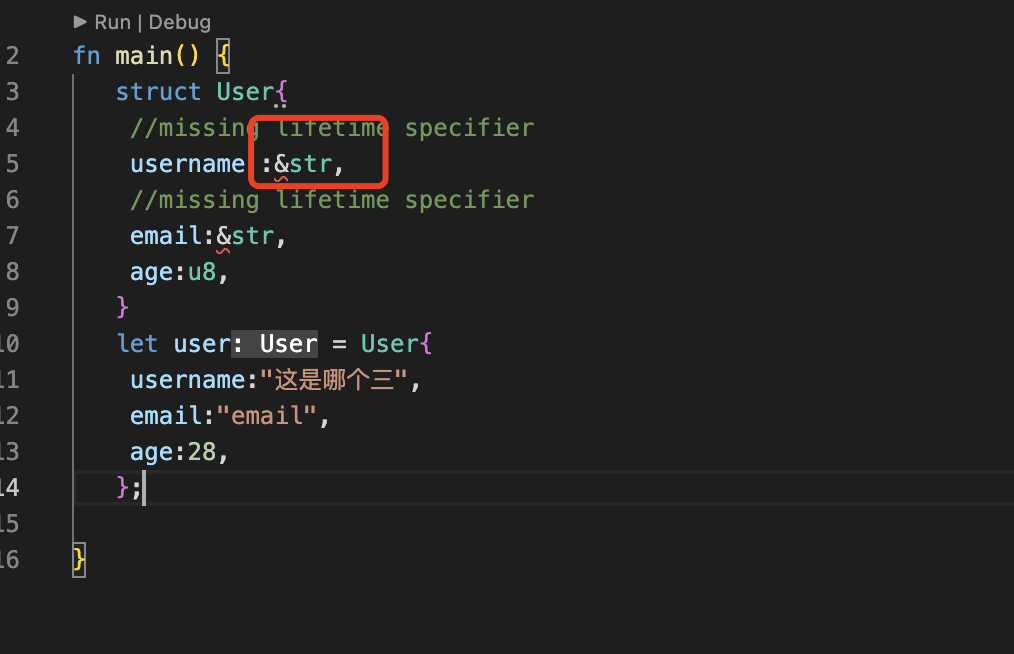 ▶ Run | Debug
2 fn main() {
3 struct User{
4 //missing lifetime specifier
5 username :&str,
6 //missing lifetime specifier
7 email:&str,
8 age:u8,
9 }
10 let user: User = User{
11 username:"这是哪个三",
12 email:"email",
13 age:28,
14 };
15
16 }